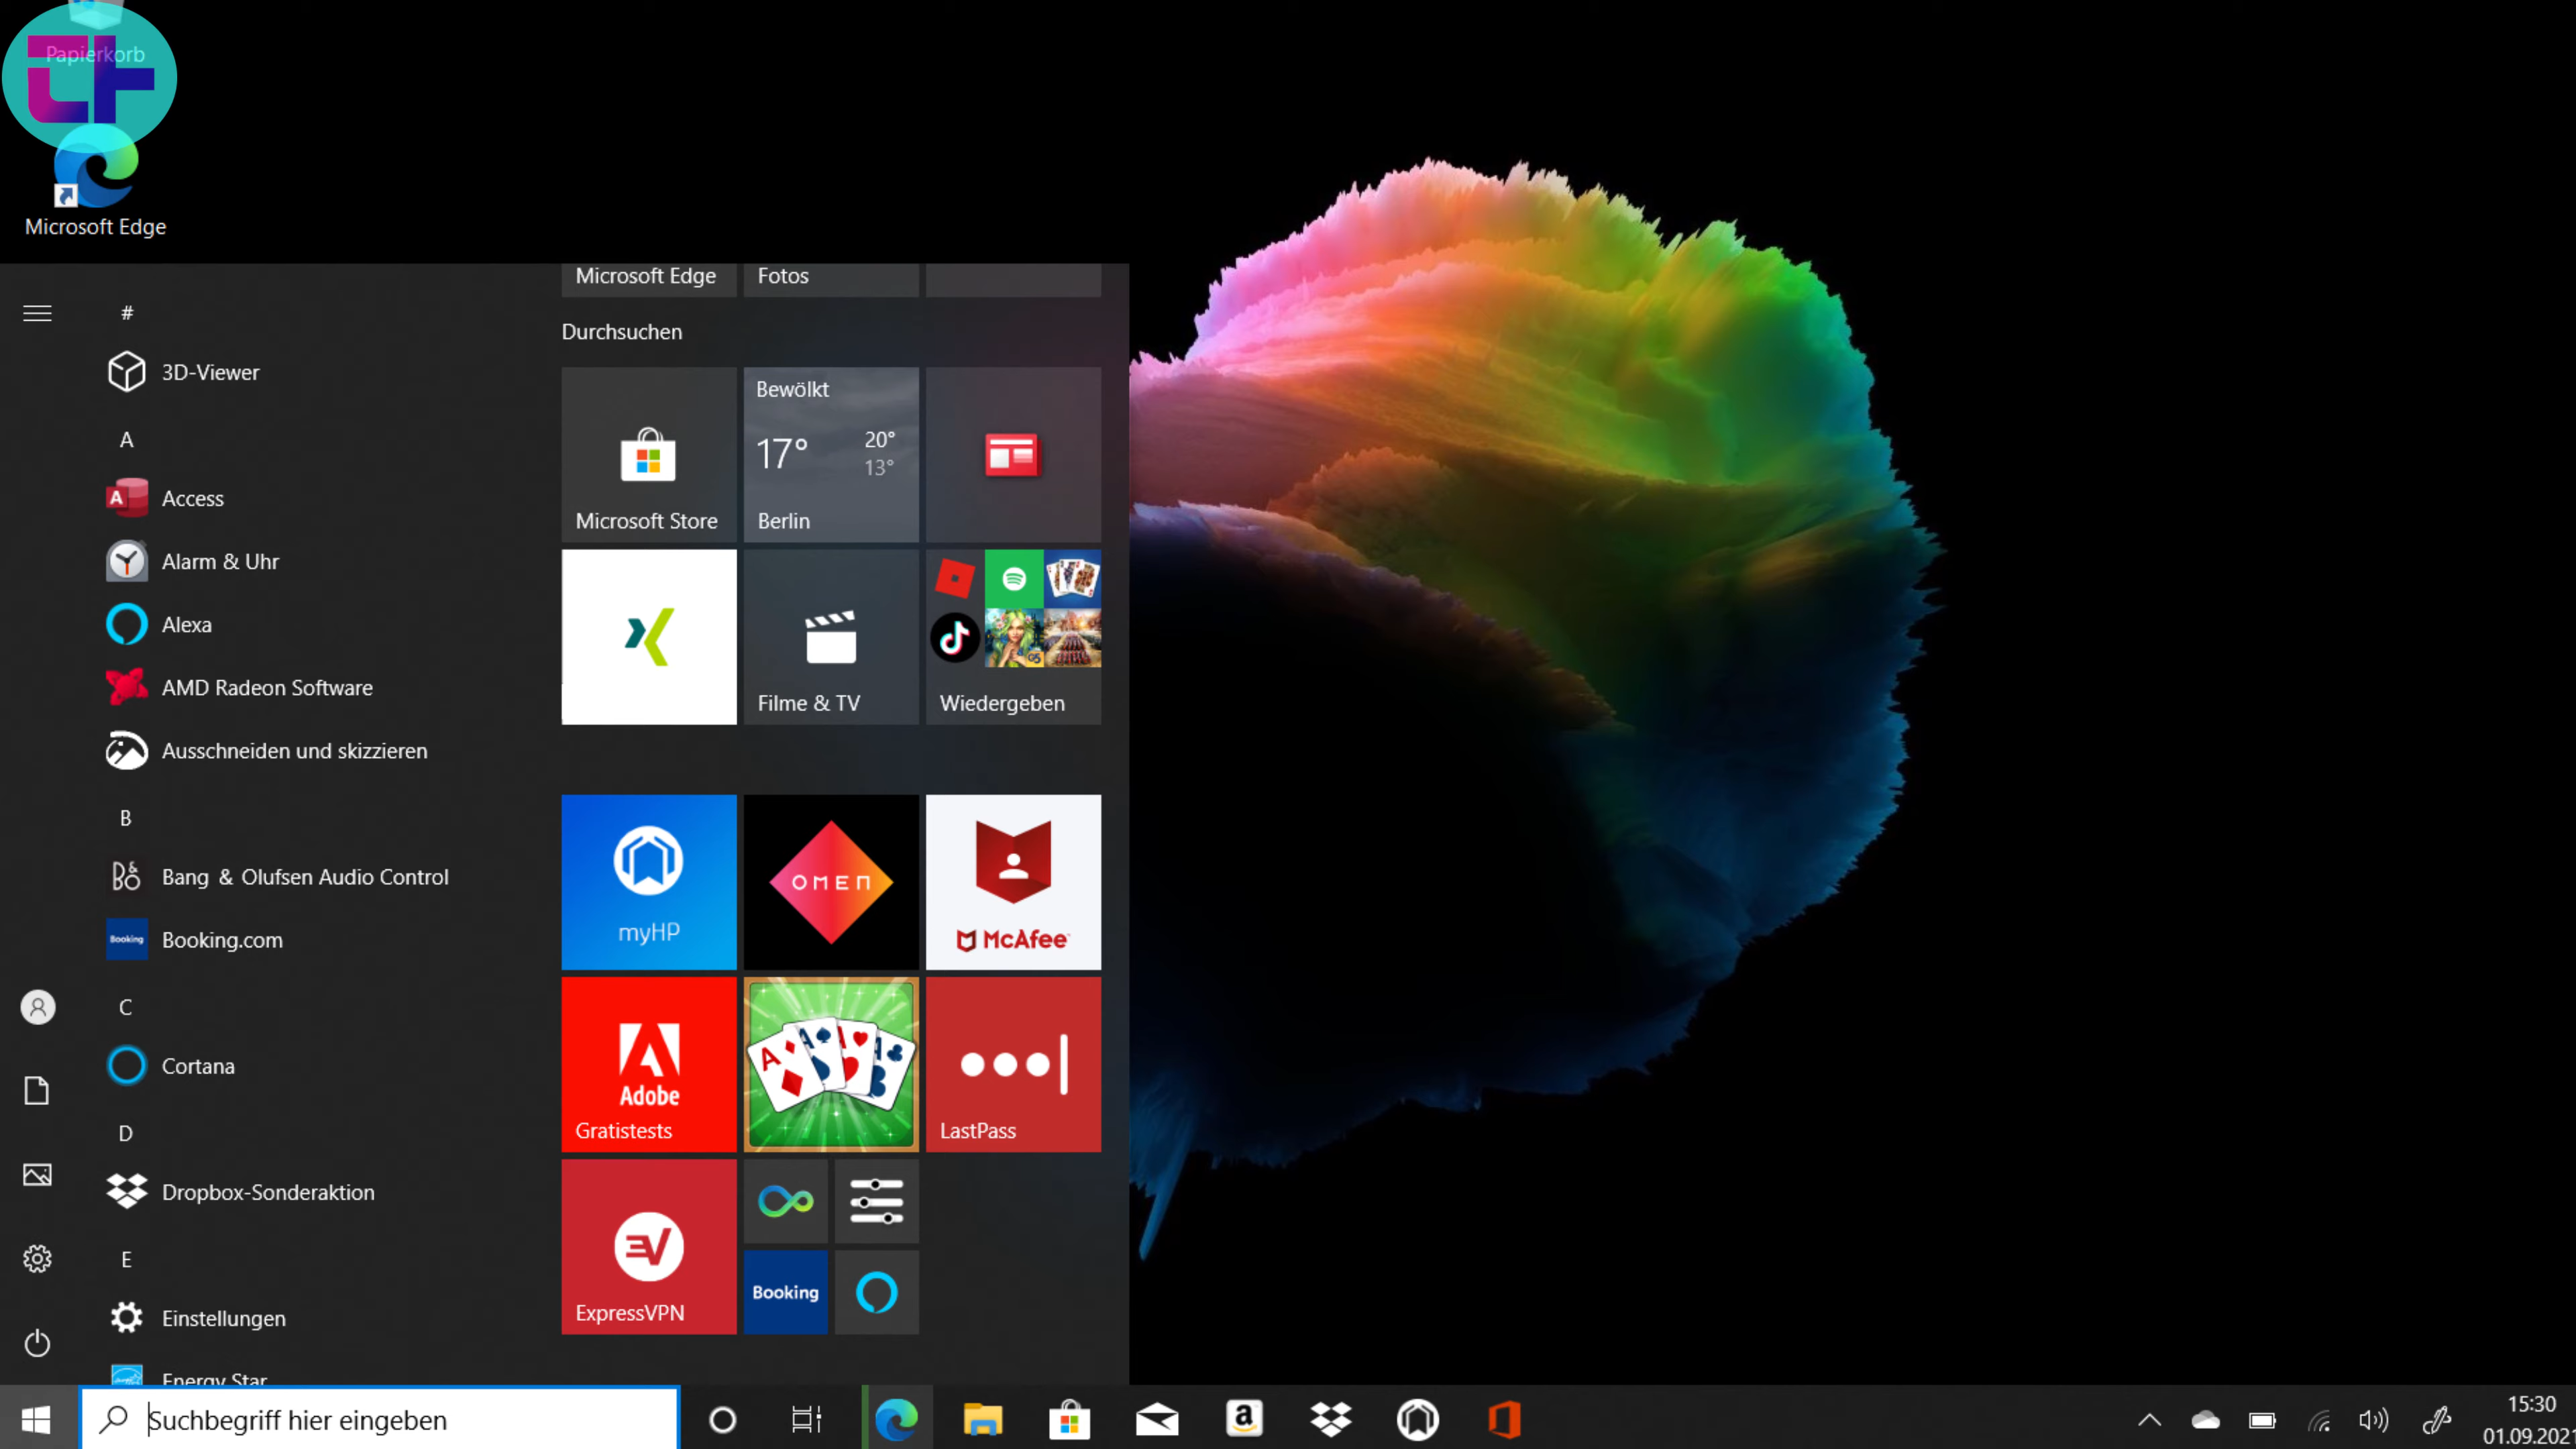 Papierkorb
Microsoft Edge
#
3D-Viewer
A
Access
Alarm & Uhr
Alexa
AMD Radeon Software
Ausschneiden und skizzieren
B
Bang & Olufsen Audio Control
Booking
Booking.com
C
Cortana
D
Dropbox-Sonderaktion
E
Einstellungen
Energy Star
Microsoft Edge
Fotos
Durchsuchen
Microsoft Store
Bewölkt
17°
20°
13°
Berlin
Filme & TV
Wiedergeben
myHP
OMEN
McAfee
Adobe
Gratistests
LastPass
ExpressVPN
Booking
Suchbegriff hier eingeben
15:30